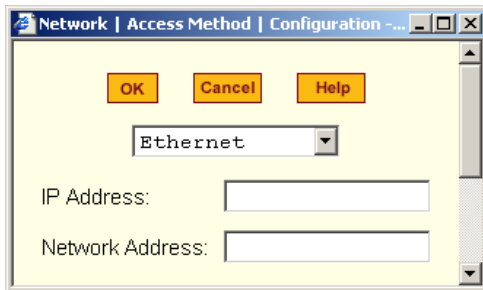 Network | Access Method | Configuration -...
OK Cancel Help
Ethernet
IP Address:
Network Address: